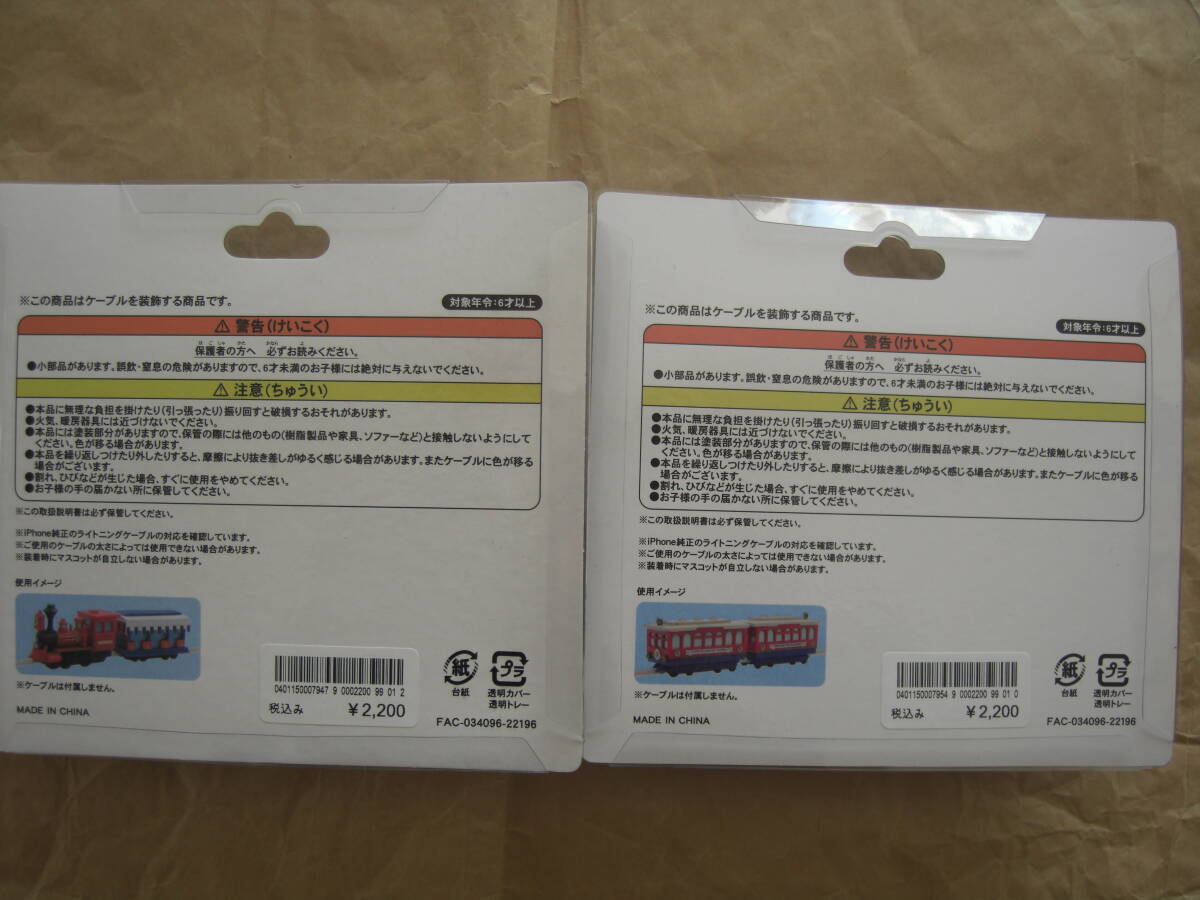 ※この商品はケーブルを装飾する商品です。
対象年令:6才以上
⚠警告(けいこく)
保護者の方へ 必ずお読みください。
●小部品があります。誤飲・窒息の危険がありますので、6才未満のお子様には絶対に与えないでください。
⚠注意(ちゅうい)
●本品に無理な負担を掛けたり(引っ張ったり)振り回すと破損するおそれがあります。
●火気、暖房器具には近づけないでください。
●本品には塗装部分がありますので、保管の際には他のもの(樹脂製品や家具、ソファーなど)と接触しないようにして
ください。色が移る場合があります。
●本品を繰り返しつけたり外したりすると、摩擦により抜き差しがゆるく感じる場合があります。またケーブルに色が移る
場合がございます。
●割れ、ひびなどが生じた場合、すぐに使用をやめてください。
●お子様の手の届かない所に保管してください。
※この取扱説明書は必ず保管してください。
※iPhone純正のライトニングケーブルの対応を確認しています。
※ご使用のケーブルの太さによっては使用できない場合があります。
※装着時にマスコットが自立しない場合があります。
使用イメージ
※ケーブルは付属しません。
MADE IN CHINA
0401150007947 9 0002200 99 01 2
税込み ¥2,200
紙
台紙
プラ
透明カバー
透明トレー
FAC-034096-22196
※この商品はケーブルを装飾する商品です。
対象年令:6才以上
⚠警告(けいこく)
保護者の方へ 必ずお読みください。
●小部品があります。誤飲・窒息の危険がありますので、6才未満のお子様には絶対に与えないでください。
⚠注意(ちゅうい)
●本品に無理な負担を掛けたり(引っ張ったり)振り回すと破損するおそれがあります。
●火気、暖房器具には近づけないでください。
●本品には塗装部分がありますので、保管の際には他のもの(樹脂製品や家具、ソファーなど)と接触しないようにして
ください。色が移る場合があります。
●本品を繰り返しつけたり外したりすると、摩擦により抜き差しがゆるく感じる場合があります。またケーブルに色が移る
場合がございます。
●割れ、ひびなどが生じた場合、すぐに使用をやめてください。
●お子様の手の届かない所に保管してください。
※この取扱説明書は必ず保管してください。
※iPhone純正のライトニングケーブルの対応を確認しています。
※ご使用のケーブルの太さによっては使用できない場合があります。
※装着時にマスコットが自立しない場合があります。
使用イメージ
※ケーブルは付属しません。
MADE IN CHINA
0401150007954 9 0002200 99 01 0
税込み ¥2,200
紙
台紙
プラ
透明カバー
透明トレー
FAC-034096-22196